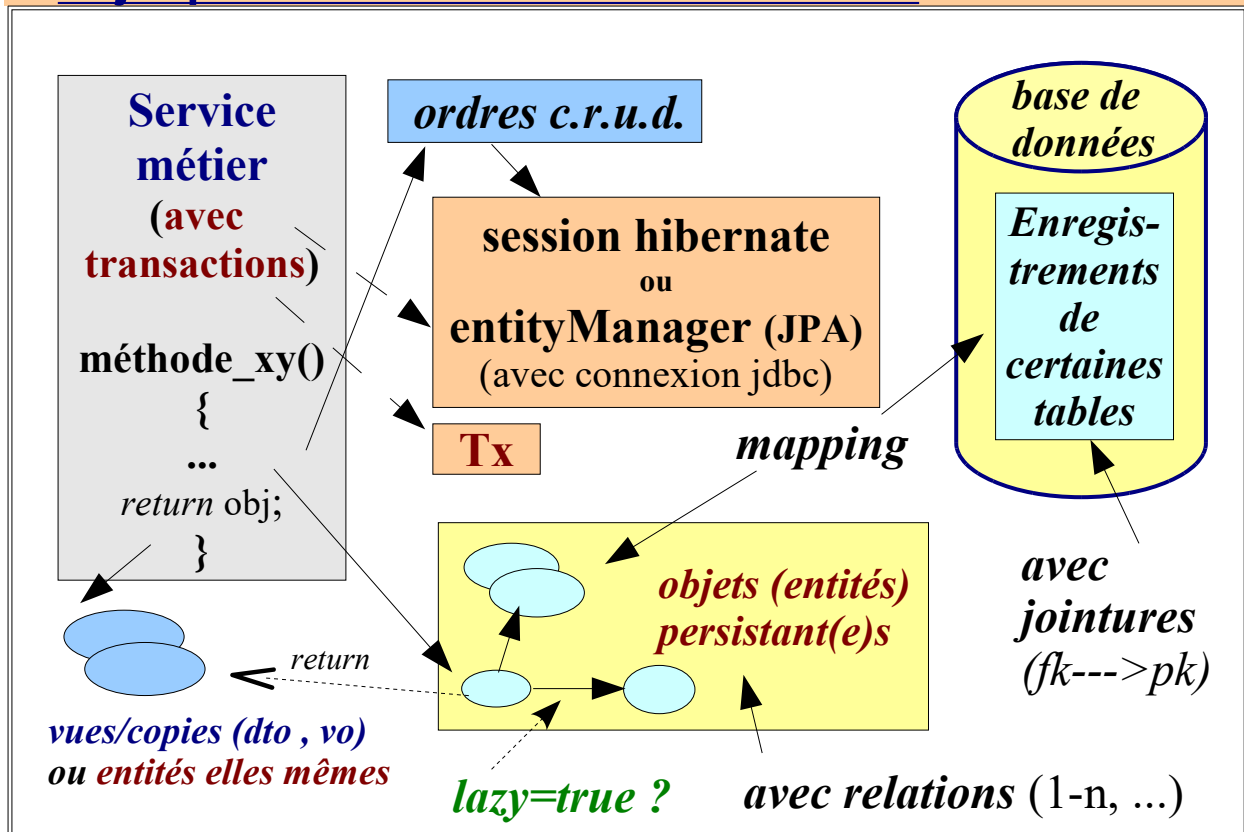 Service
métier
(avec
transactions)
méthode_xy()
{
...
return obj;
}
ordres c.r.u.d.
session hibernate
ou
entityManager (JPA)
(avec connexion jdbc)
Tx
mapping
base de
données
Enregis-
trements
de
certaines
tables
avec
jointures
(fk--->pk)
objets (entités)
persistant(e)s
return
vues/copies (dto , vo)
ou entités elles mêmes
lazy=true ?
avec relations (1-n, ...)